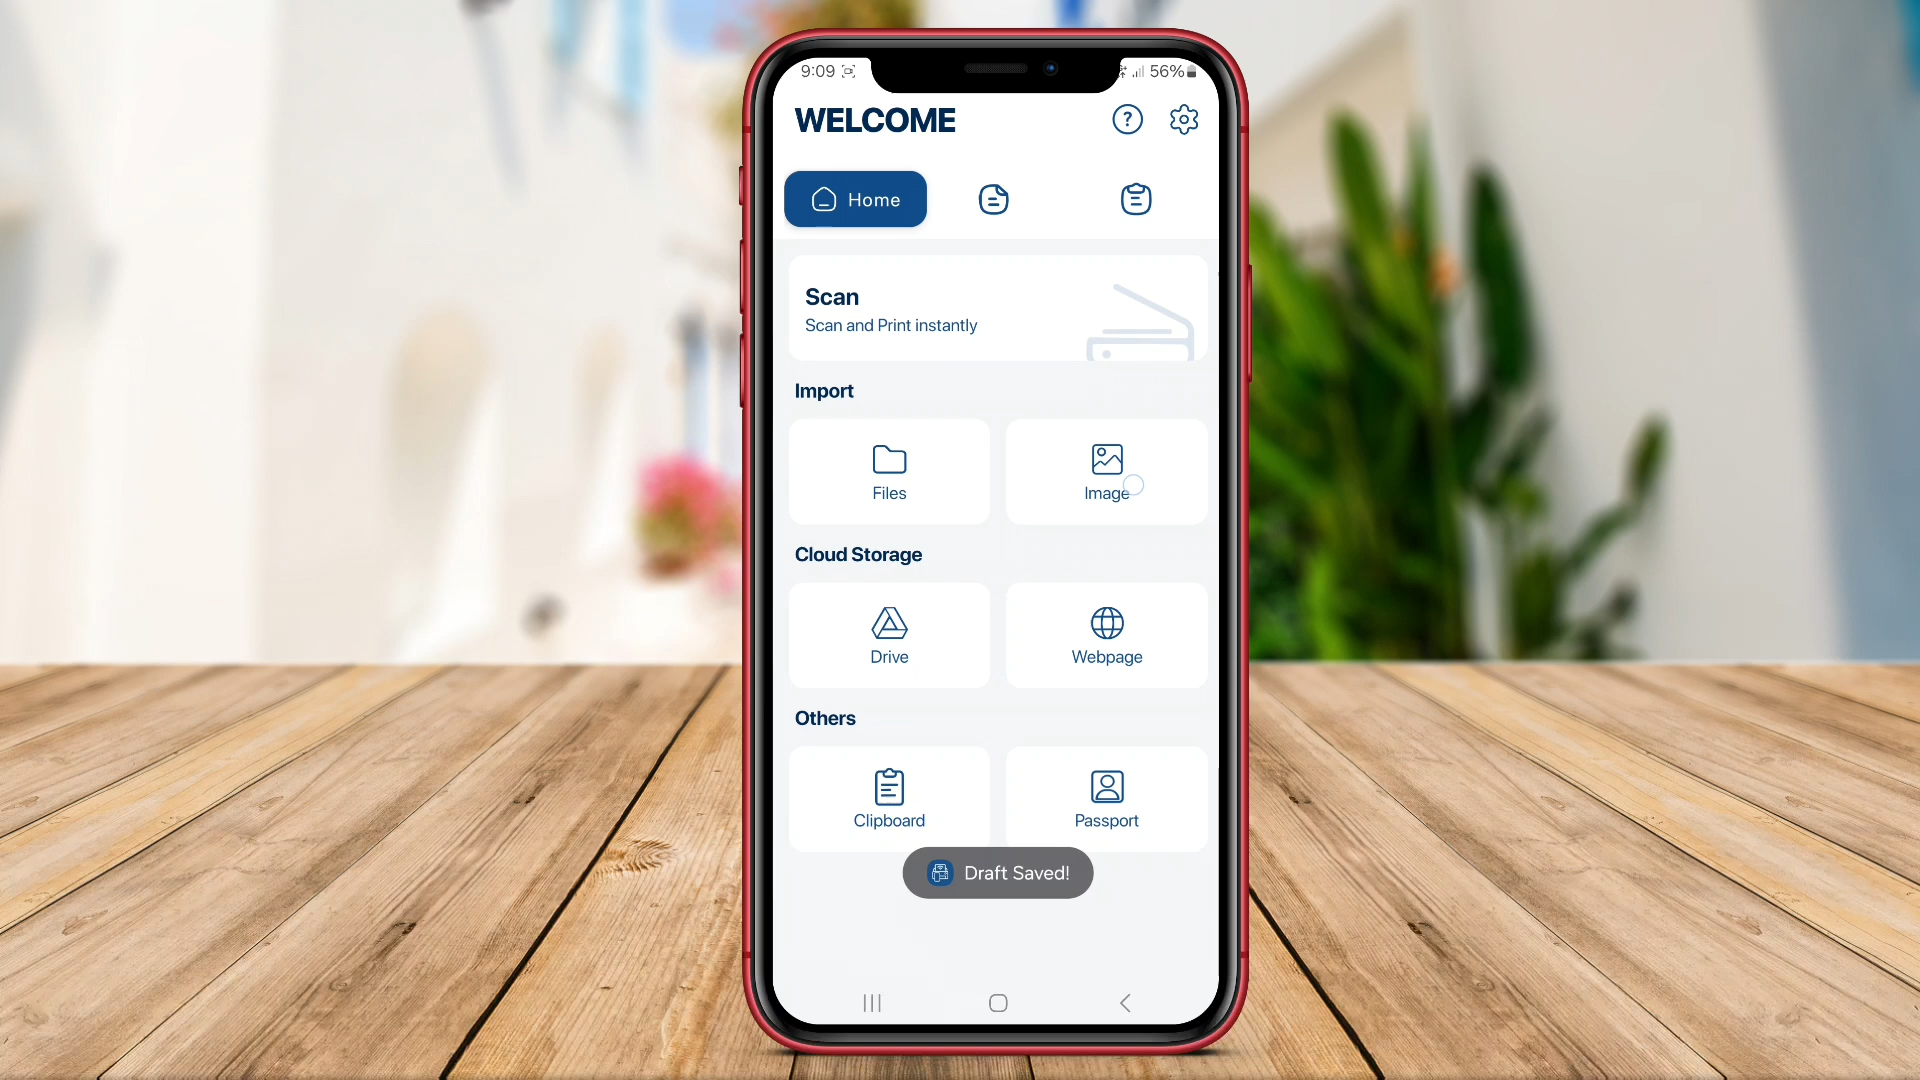 9:09 56%
WELCOME
?
Home
Scan
Scan and Print instantly
Import
Files Image
Cloud Storage
Drive Webpage
Others
Clipboard Passport
Draft Saved!